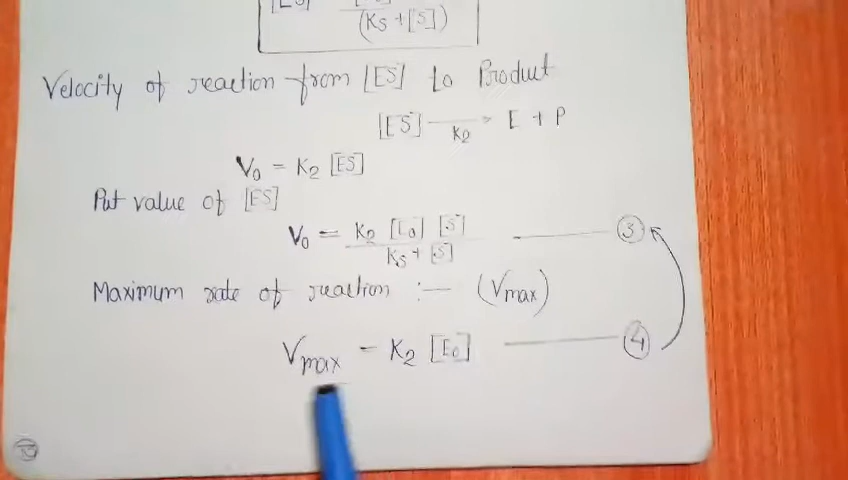 (Ks + [S])
Velocity of reaction from [ES] to Product
[ES] —> E + P
K2
V0 = K2 [ES]
Put value of [ES]
V0 = K2 [E0] [S] ——— ③
Ks + [S]
Maximum rate of reaction :— (Vmax)
Vmax = K2 [E0] ——— ④